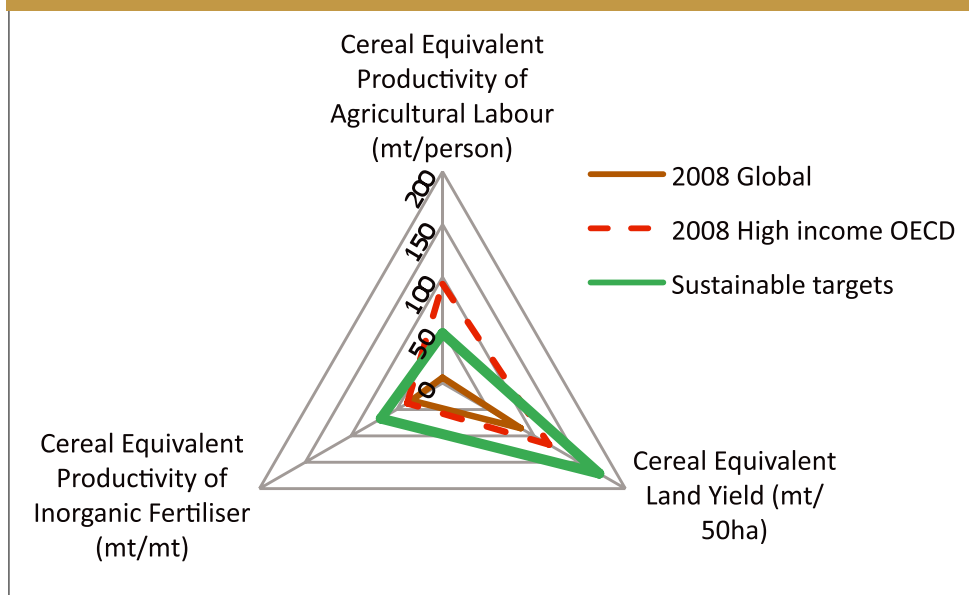 Cereal Equivalent
Productivity of
Agricultural Labour
(mt/person)
200
150
100
50
0
2008 Global
2008 High income OECD
Sustainable targets
Cereal Equivalent
Productivity of
Inorganic Fertiliser
(mt/mt)
Cereal Equivalent
Land Yield (mt/
50ha)